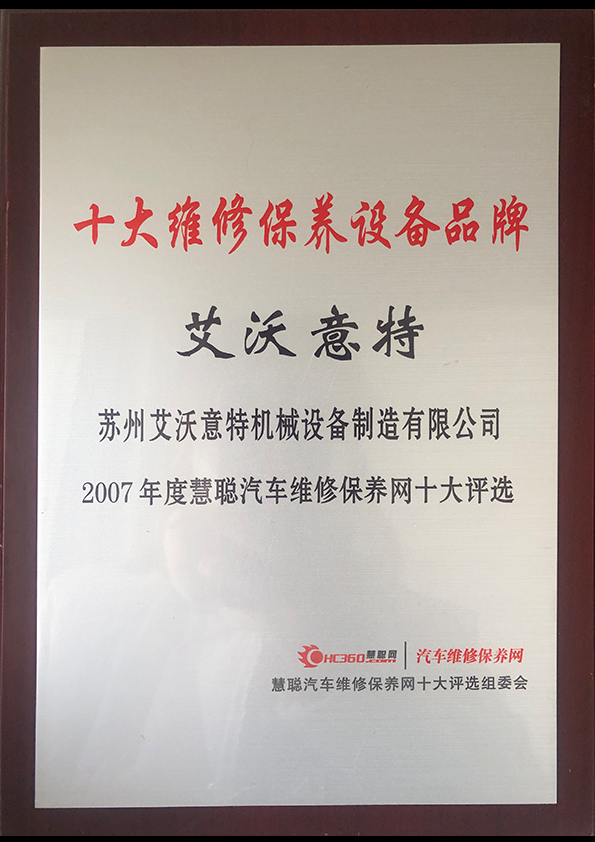 十大维修保养设备品牌
艾沃意特
苏州艾沃意特机械设备制造有限公司
2007年度慧聪汽车维修保养网十大评选
HC360慧聪网.com 汽车维修保养网
慧聪汽车维修保养网十大评选组委会